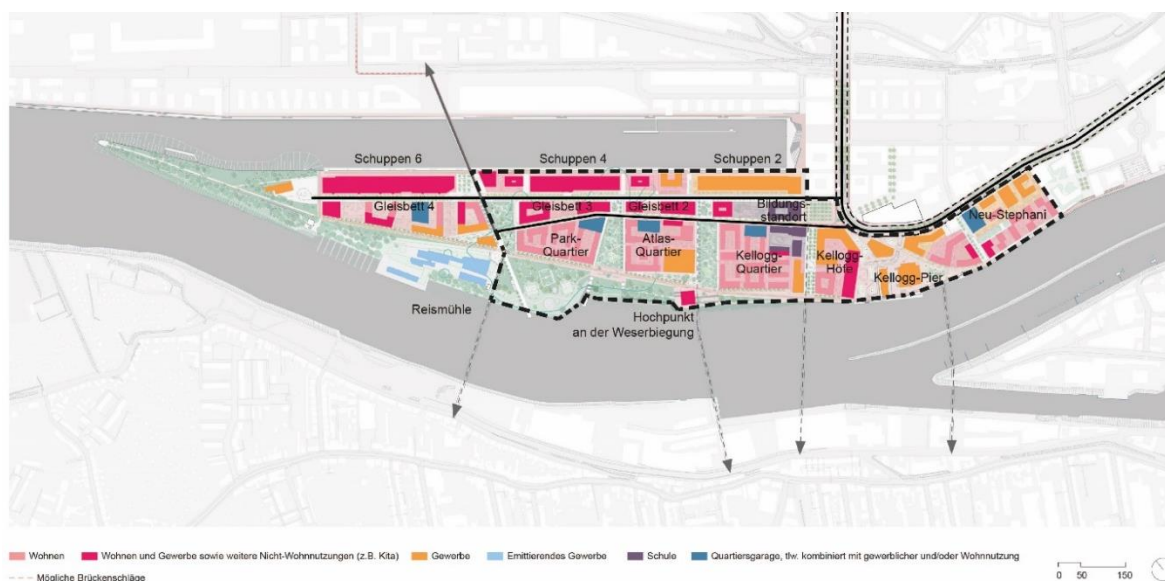 Schuppen 6
Schuppen 4
Schuppen 2
Gleisbett 4
Gleisbett 3
Gleisbett 2
Bildungs-
standort
Neu-Stephani
Park-
Quartier
Atlas-
Quartier
Kellogg-
Quartier
Kellogg-
Höfe
Kellogg-Pier
Reismühle
Hochpunkt
an der Weserbiegung
Wohnen
Wohnen und Gewerbe sowie weitere Nicht-Wohnnutzungen (z.B. Kita)
Gewerbe
Emittierendes Gewerbe
Schule
Quartiersgarage, tlw. kombiniert mit gewerblicher und/oder Wohnnutzung
Mögliche Brückenschläge
0 50 150